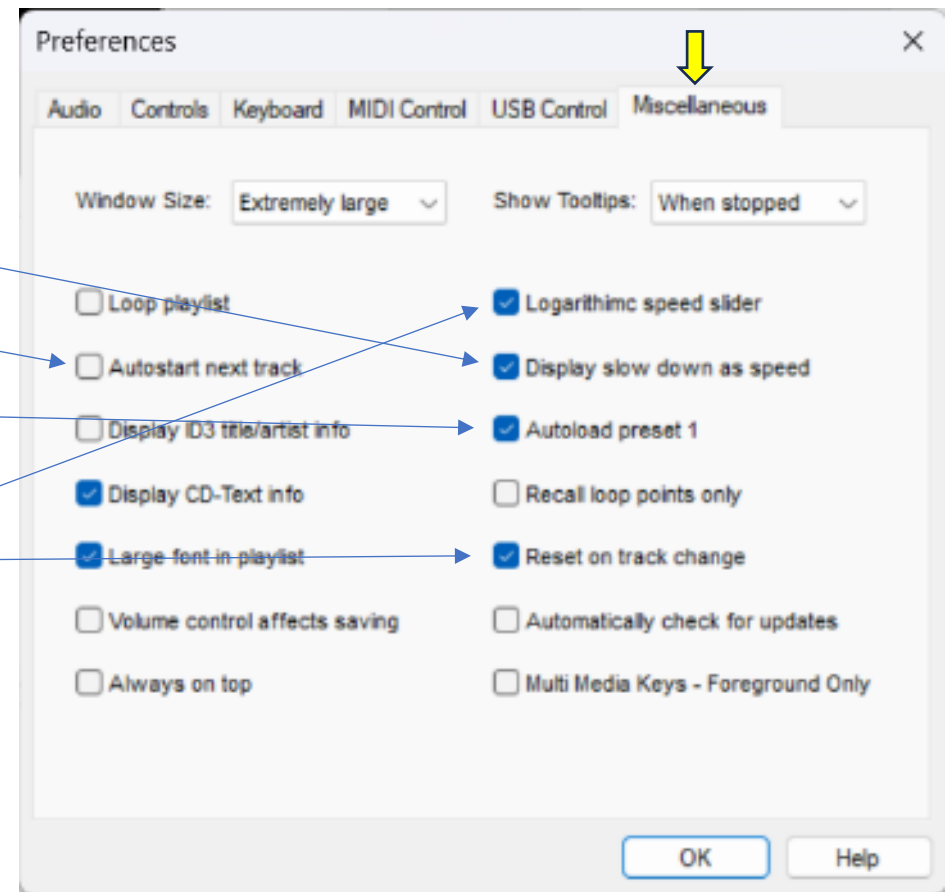 Preferences
Audio Controls Keyboard MIDI Control USB Control Miscellaneous
Window Size: Extremely large Show Tooltips: When stopped
Loop playlist Logarithimc speed slider
Autostart next track Display slow down as speed
Display ID3 title/artist info Autoload preset 1
Display CD-Text info Recall loop points only
Large font in playlist Reset on track change
Volume control affects saving Automatically check for updates
Always on top Multi Media Keys - Foreground Only
OK Help